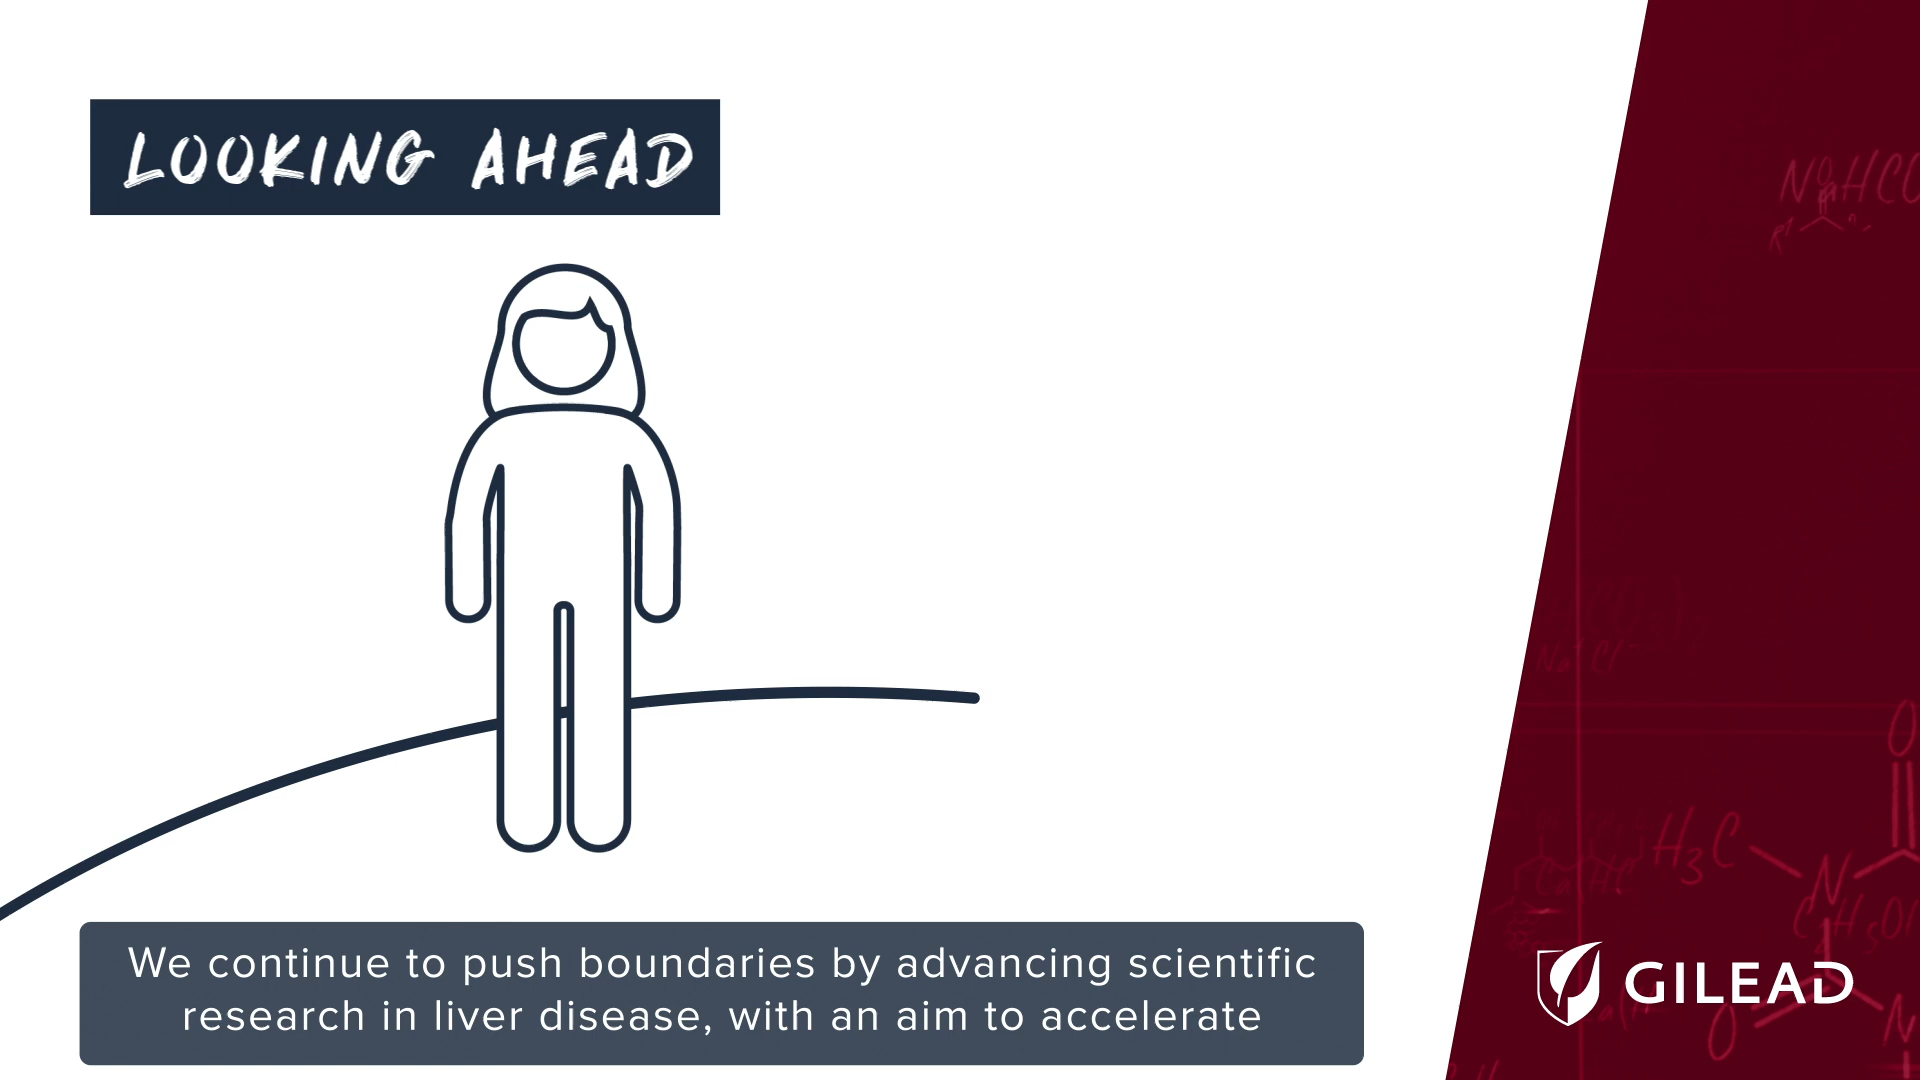 LOOKING AHEAD
We continue to push boundaries by advancing scientific
research in liver disease, with an aim to accelerate
GILEAD
H₃C
N
O